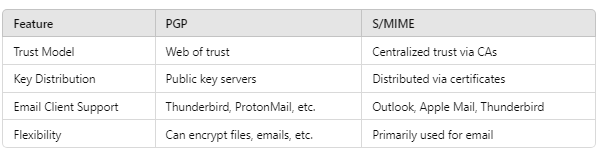 Feature PGP S/MIME
Trust Model Web of trust Centralized trust via CAs
Key Distribution Public key servers Distributed via certificates
Email Client Support Thunderbird, ProtonMail, etc. Outlook, Apple Mail, Thunderbird
Flexibility Can encrypt files, emails, etc. Primarily used for email